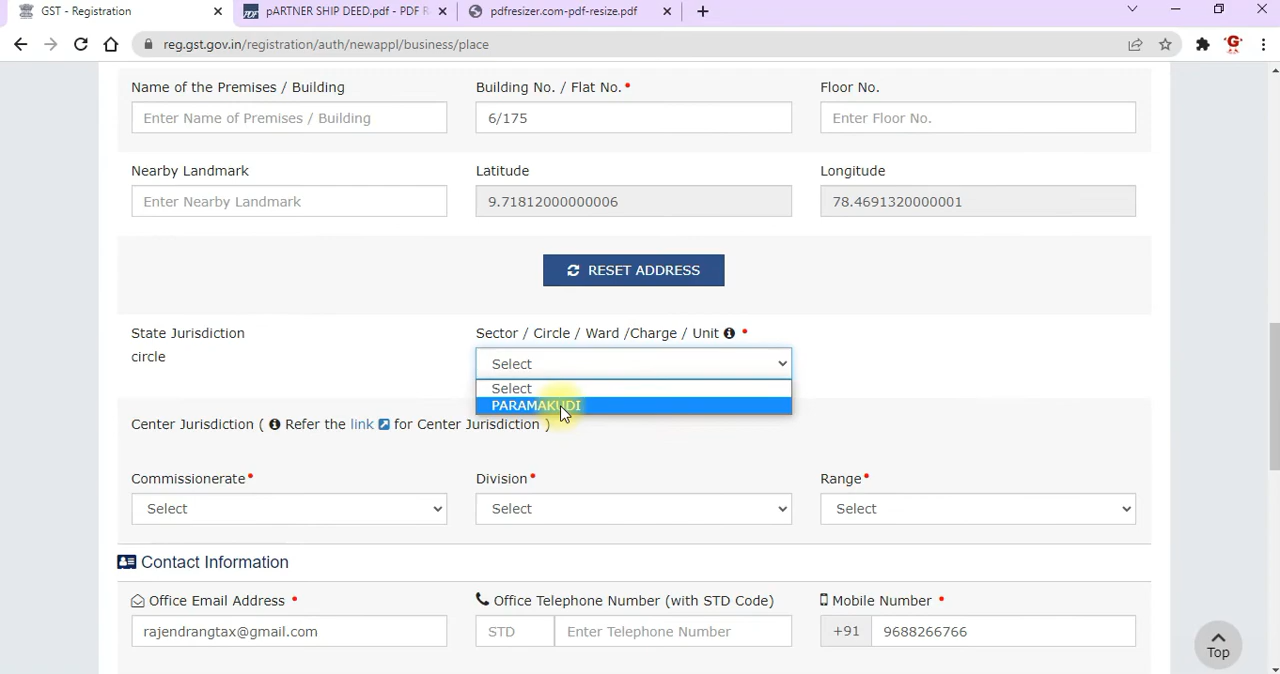 GST - Registration
pARTNER SHIP DEED.pdf - PDF R
pdfresizer.com-pdf-resize.pdf
reg.gst.gov.in/registration/auth/newappl/business/place
Name of the Premises / Building
Building No. / Flat No.•
Floor No.
Enter Name of Premises / Building
6/175
Enter Floor No.
Nearby Landmark
Latitude
Longitude
Enter Nearby Landmark
9.71812000000006
78.4691320000001
RESET ADDRESS
State Jurisdiction
Sector / Circle / Ward /Charge / Unit •
circle
Select
Select
PARAMAKUDI
Center Jurisdiction ( Refer the link for Center Jurisdiction )
Commissionerate•
Division•
Range•
Select
Select
Select
Contact Information
Office Email Address •
Office Telephone Number (with STD Code)
Mobile Number •
rajendrangtax@gmail.com
STD
Enter Telephone Number
+91
9688266766
Top